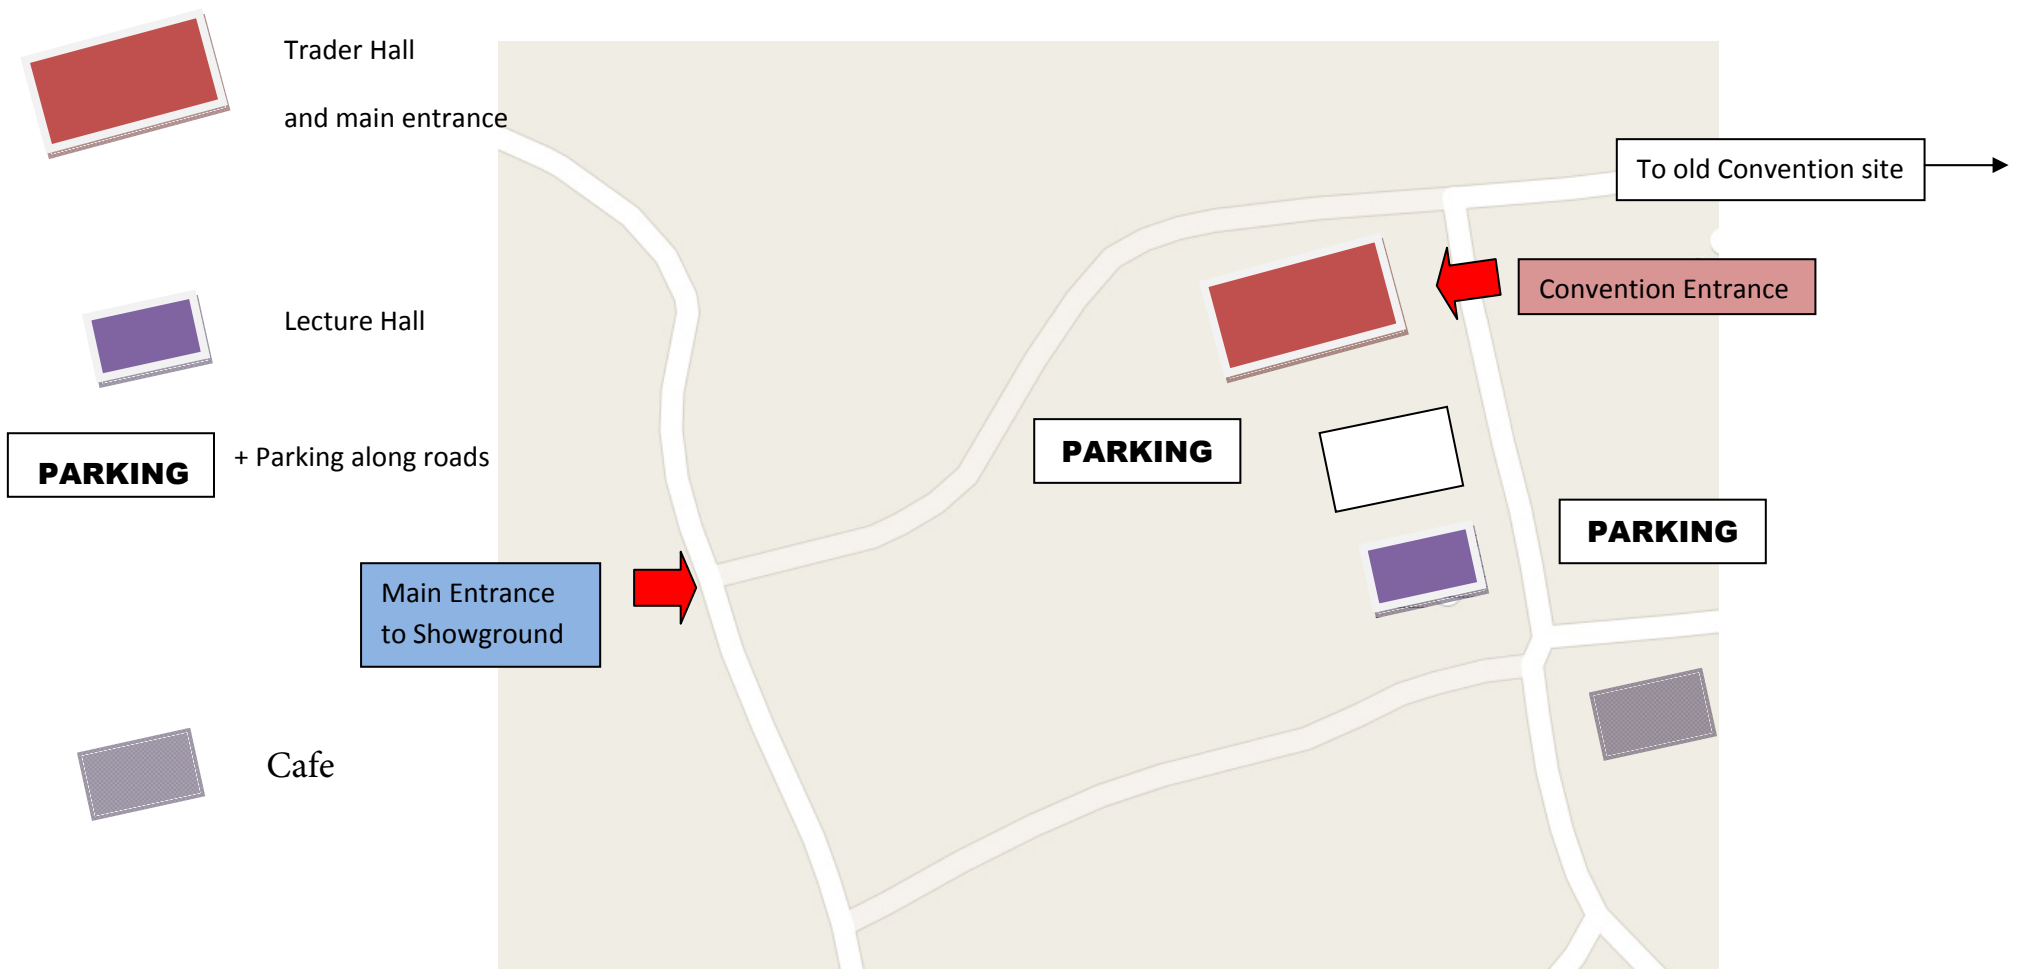 Trader Hall
and main entrance
To old Convention site
Convention Entrance
Lecture Hall
PARKING
+ Parking along roads
PARKING
PARKING
Main Entrance
to Showground
Cafe